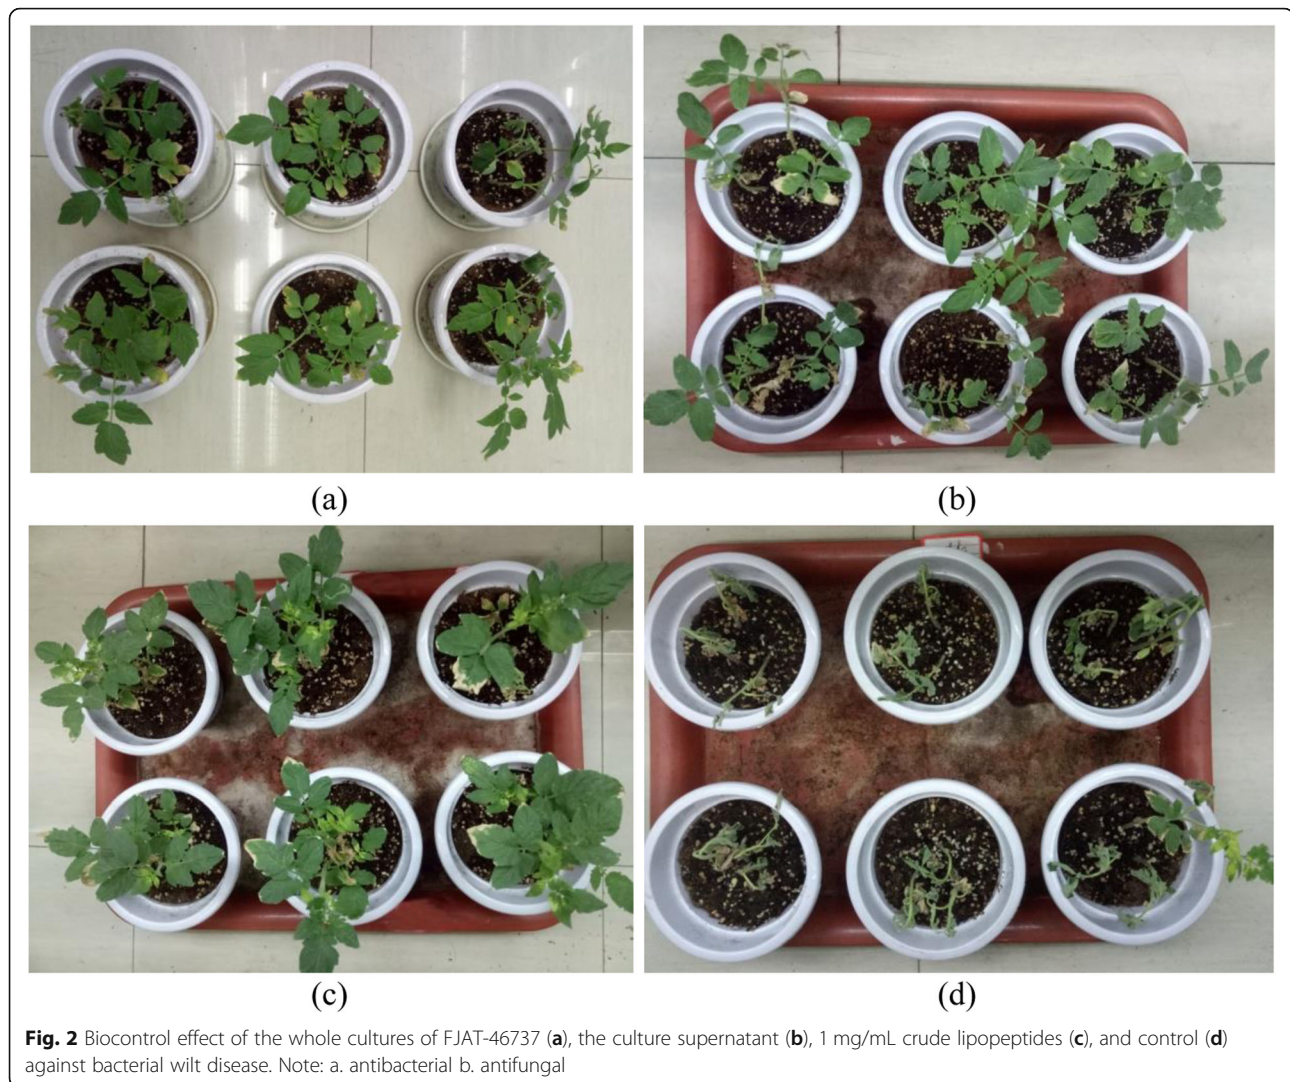 (a)
(b)
(c)
(d)
Fig. 2 Biocontrol effect of the whole cultures of FJAT-46737 (a), the culture supernatant (b), 1 mg/mL crude lipopeptides (c), and control (d)
against bacterial wilt disease. Note: a. antibacterial b. antifungal